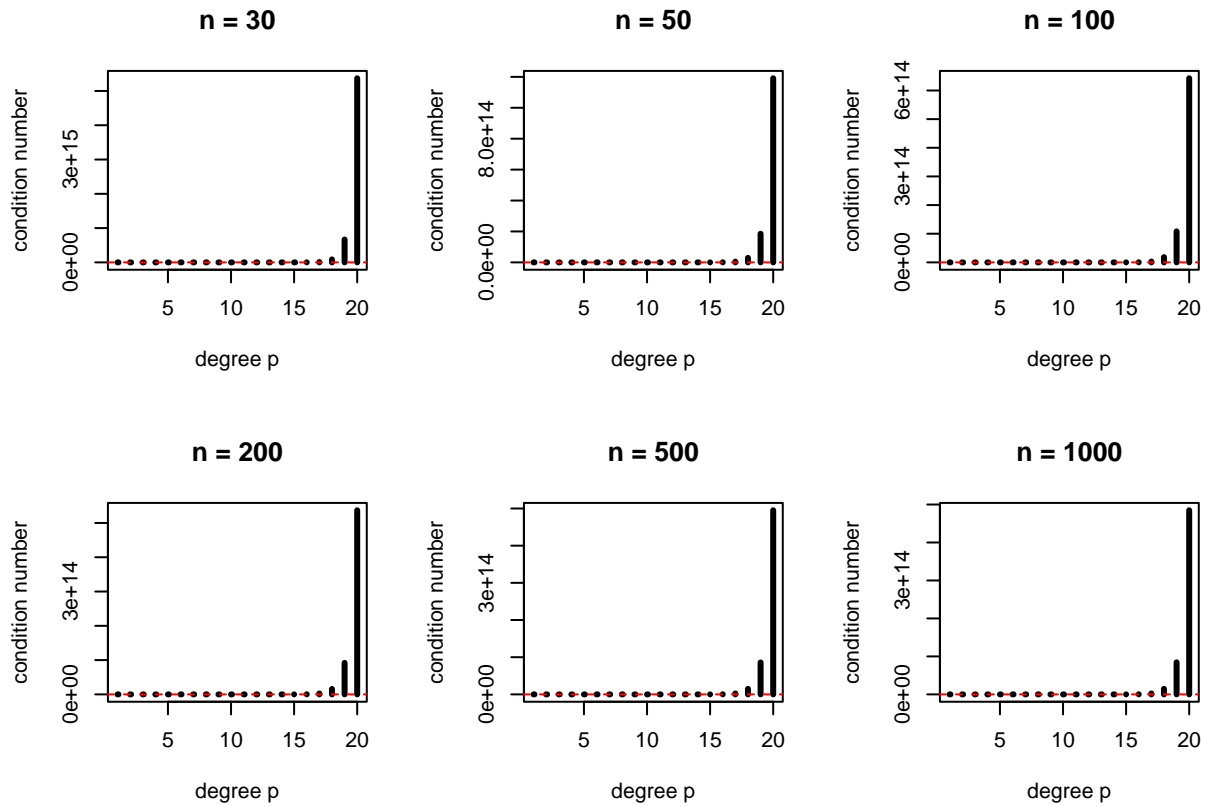 n = 30
condition number
3e+15
0e+00
5 10 15 20
degree p
n = 50
condition number
8.0e+14
0.0e+00
5 10 15 20
degree p
n = 100
condition number
6e+14
3e+14
0e+00
5 10 15 20
degree p
n = 200
condition number
3e+14
0e+00
5 10 15 20
degree p
n = 500
condition number
3e+14
0e+00
5 10 15 20
degree p
n = 1000
condition number
3e+14
0e+00
5 10 15 20
degree p